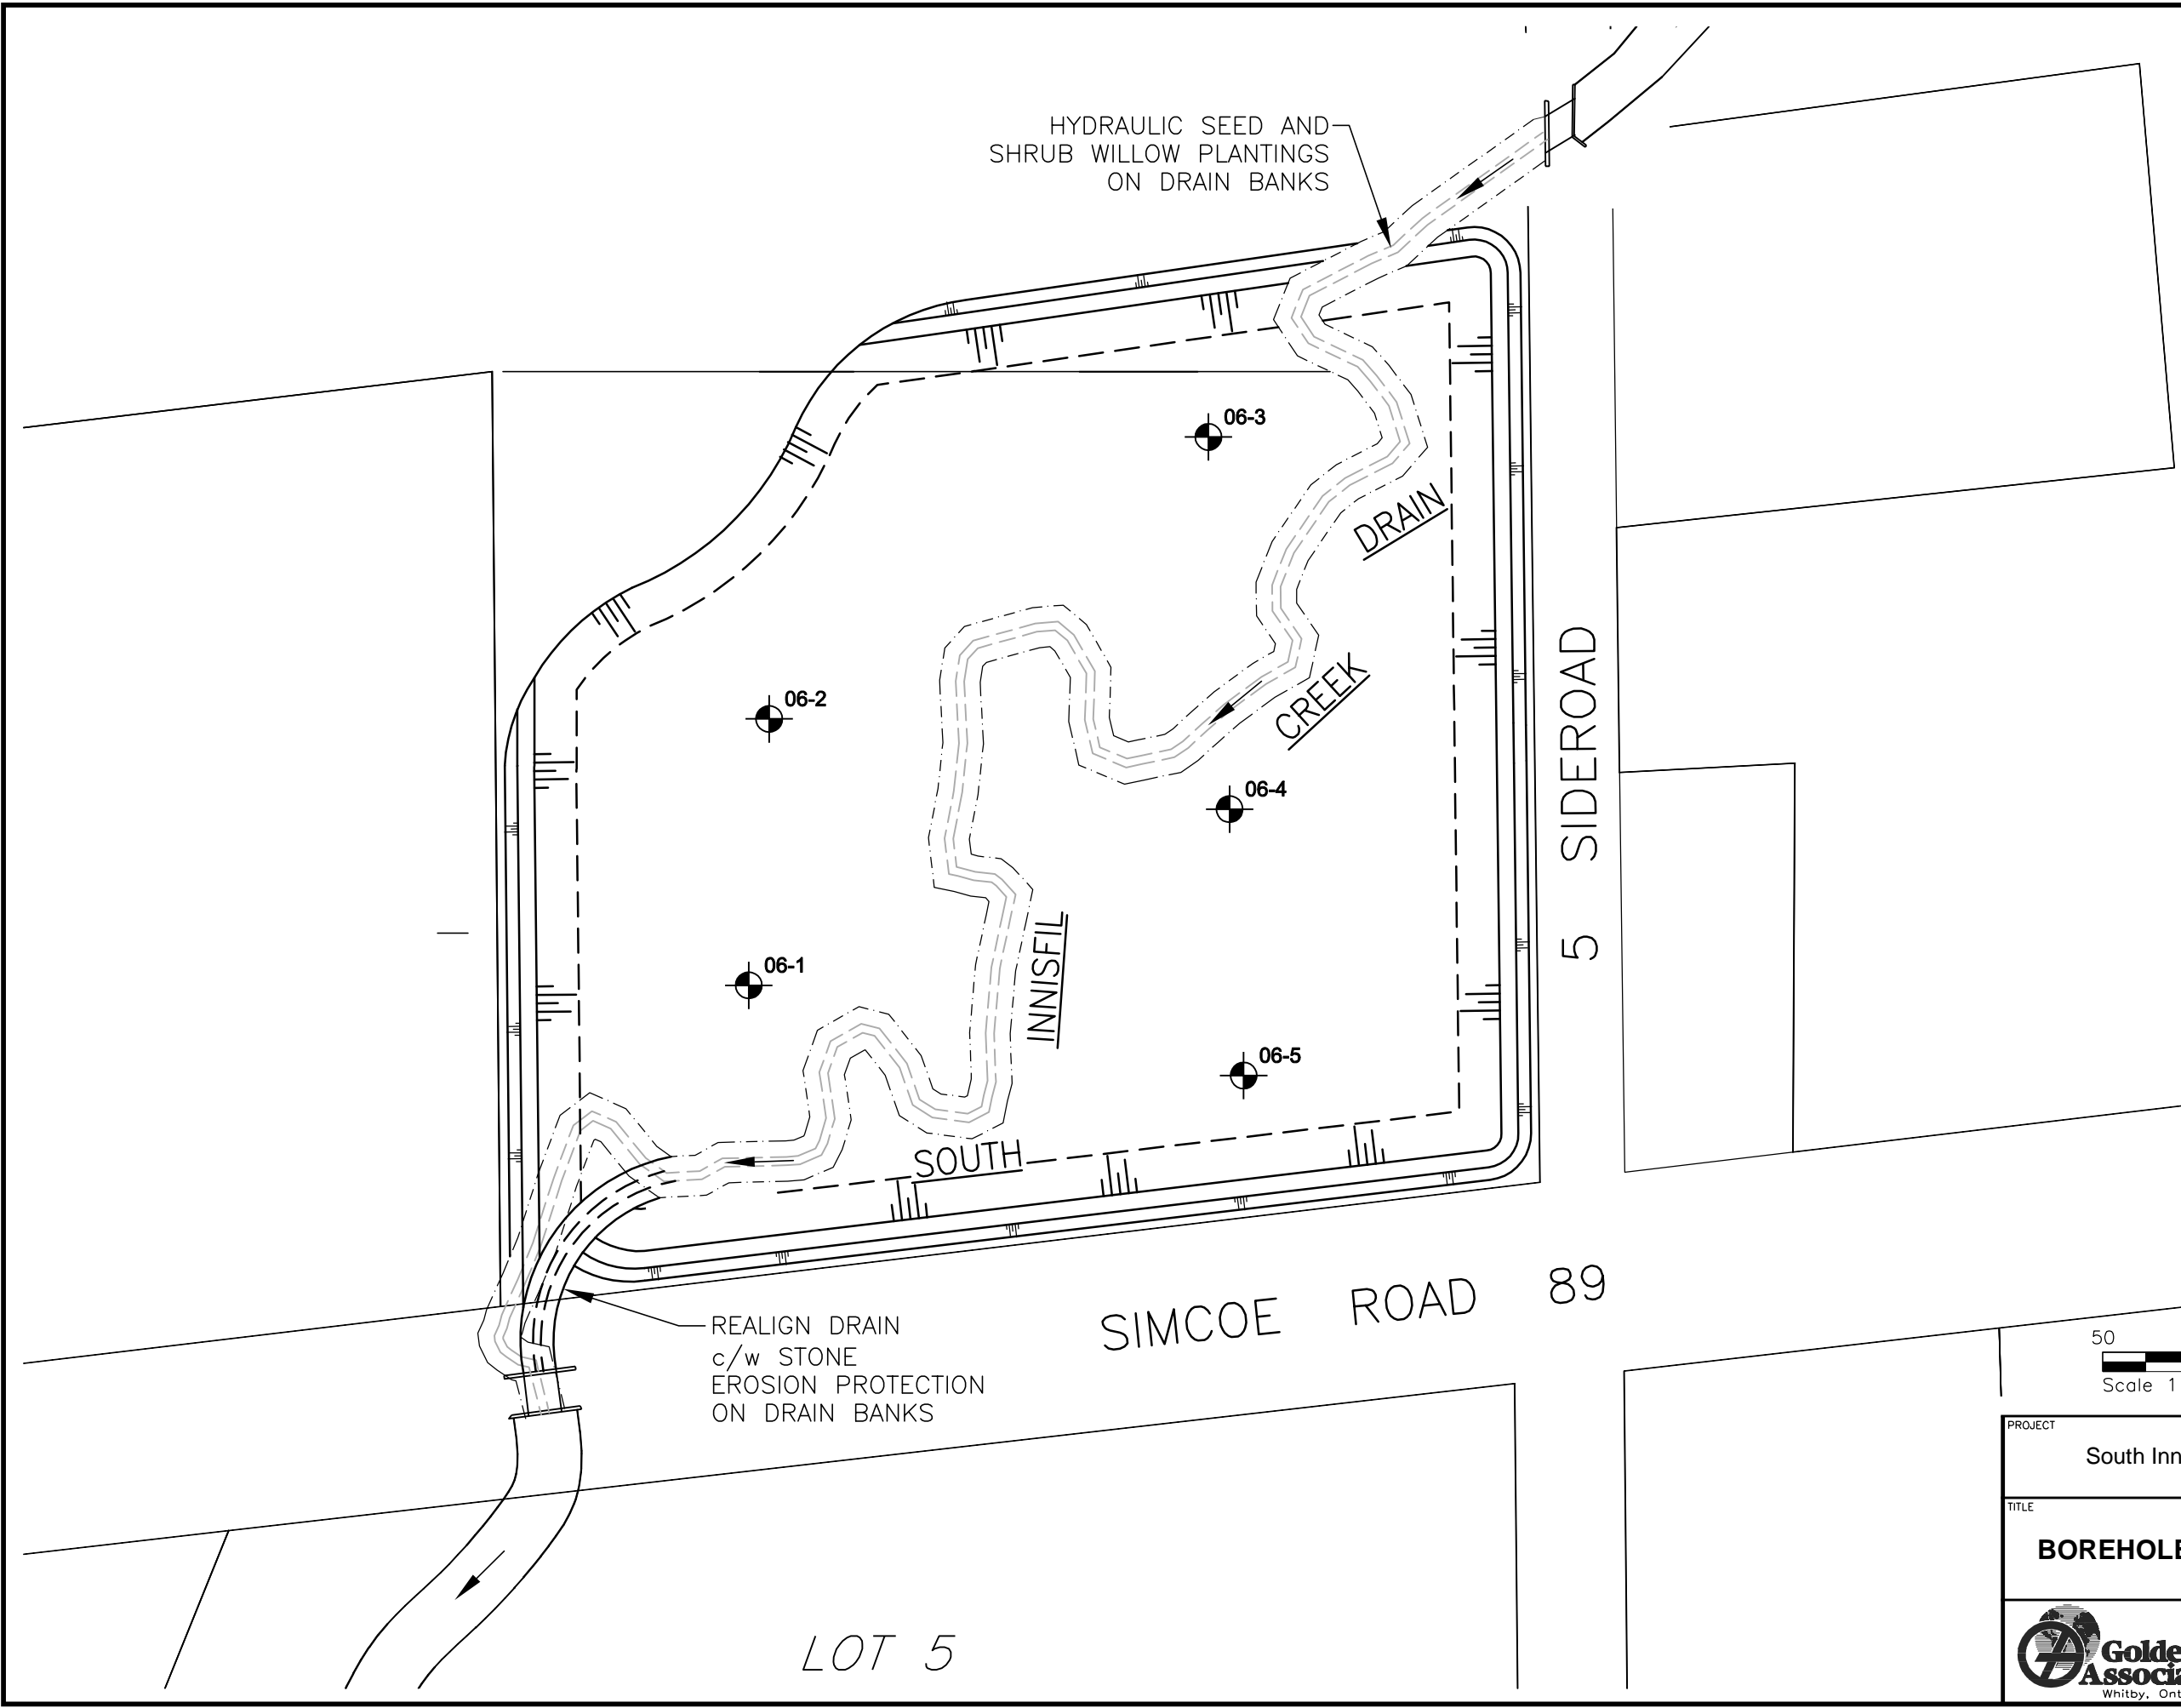 HYDRAULIC SEED AND
SHRUB WILLOW PLANTINGS
ON DRAIN BANKS
06-3
DRAIN
5 SIDEROAD
CREEK
06-2
06-4
INNISFIL
06-1
06-5
SOUTH
SIMCOE ROAD 89
REALIGN DRAIN
c/w STONE
EROSION PROTECTION
ON DRAIN BANKS
LOT 5
50
Scale 1
PROJECT
South Inn
TITLE
BOREHOLE
Golde
Associa
Whitby, Ont